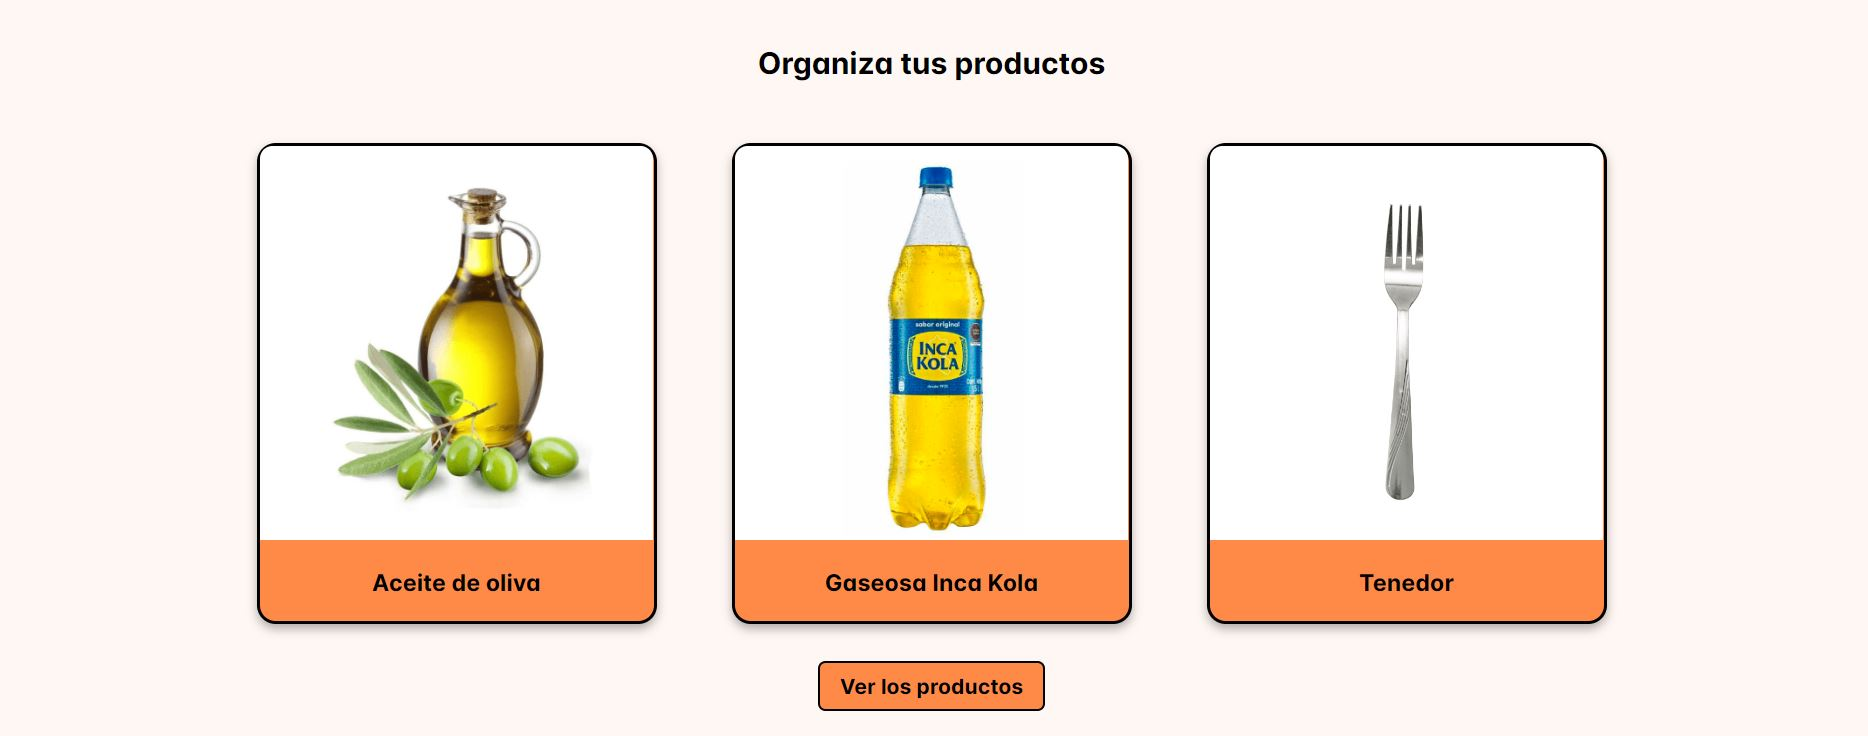 Organiza tus productos
sabor original
INCA
KOLA
Aceite de oliva
Gaseosa Inca Kola
Tenedor
Ver los productos